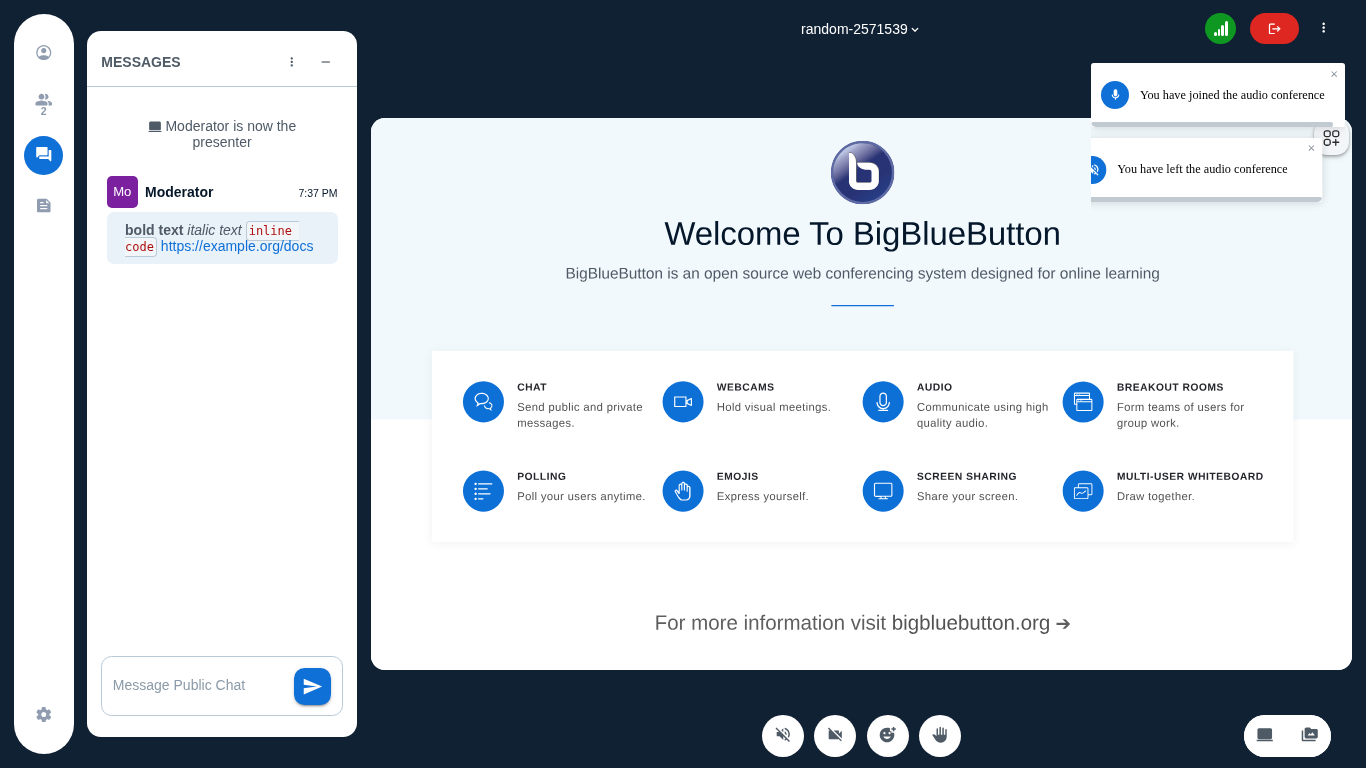 random-2571539
2
MESSAGES
Moderator is now the
presenter
Mo
Moderator
7:37 PM
bold text italic text inline
code https://example.org/docs
Message Public Chat
You have joined the audio conference
You have left the audio conference
Welcome To BigBlueButton
BigBlueButton is an open source web conferencing system designed for online learning
CHAT
Send public and private
messages.
WEBCAMS
Hold visual meetings.
AUDIO
Communicate using high
quality audio.
BREAKOUT ROOMS
Form teams of users for
group work.
POLLING
Poll your users anytime.
EMOJIS
Express yourself.
SCREEN SHARING
Share your screen.
MULTI-USER WHITEBOARD
Draw together.
For more information visit bigbluebutton.org ➔